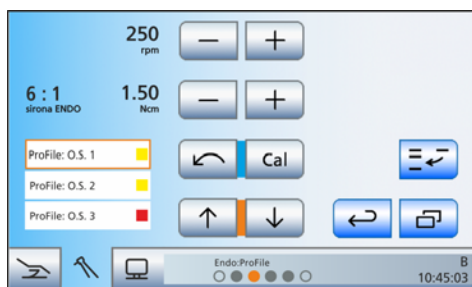 250
rpm
6 : 1
sirona ENDO
1.50
Ncm
Cal
ProFile: O.S. 1
ProFile: O.S. 2
ProFile: O.S. 3
Endo:ProFile
B
10:45:03